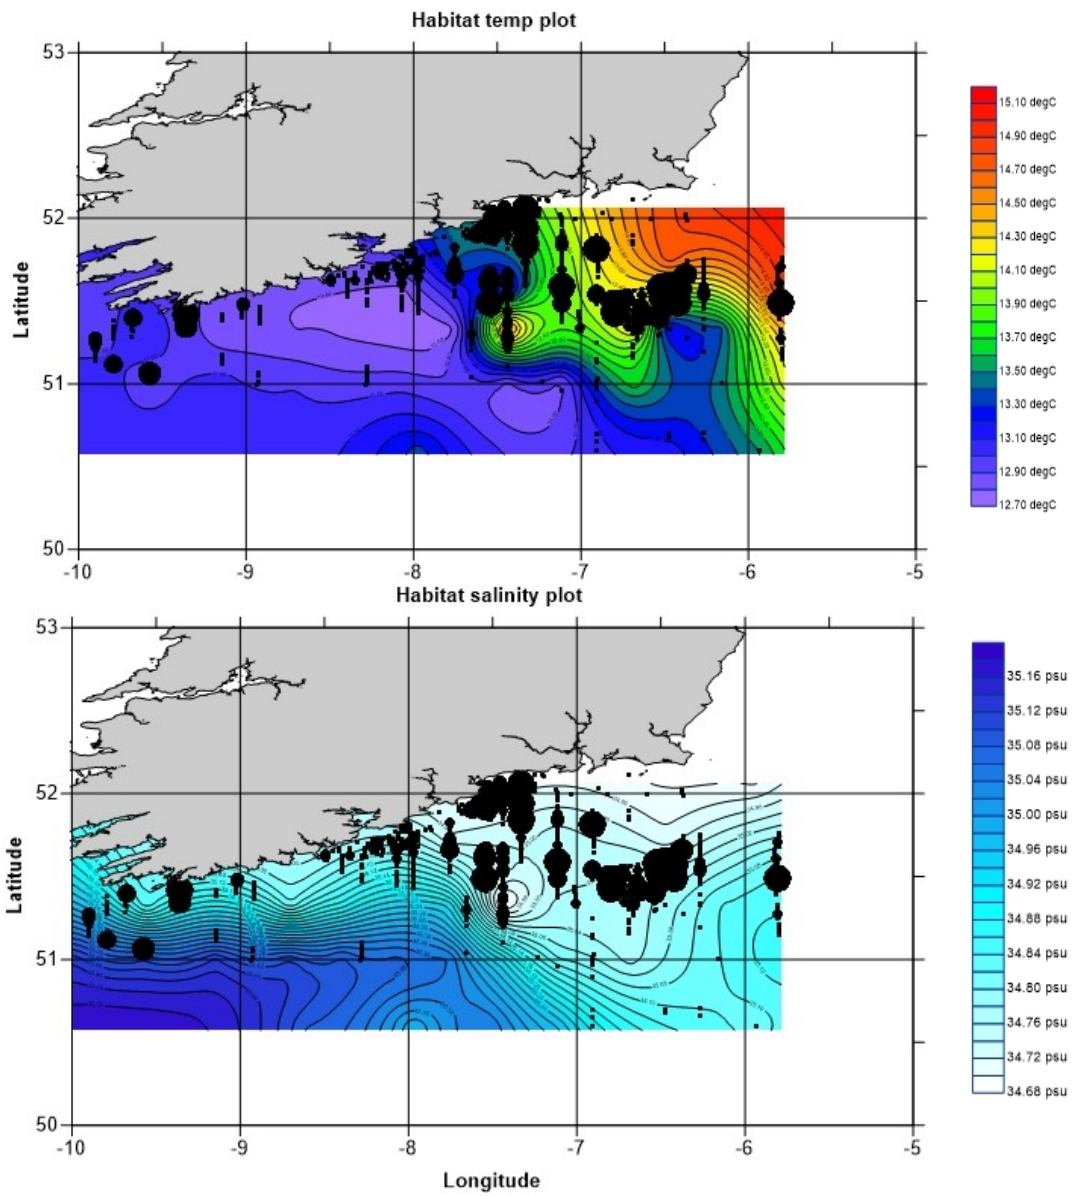 Habitat temp plot
53
52
51
50
Latitude
-10 -9 -8 -7 -6 -5
15.10 degC
14.90 degC
14.70 degC
14.50 degC
14.30 degC
14.10 degC
13.90 degC
13.70 degC
13.50 degC
13.30 degC
13.10 degC
12.90 degC
12.70 degC
Habitat salinity plot
53
52
51
50
Latitude
-10 -9 -8 -7 -6 -5
Longitude
35.16 psu
35.12 psu
35.08 psu
35.04 psu
35.00 psu
34.96 psu
34.92 psu
34.88 psu
34.84 psu
34.80 psu
34.76 psu
34.72 psu
34.68 psu